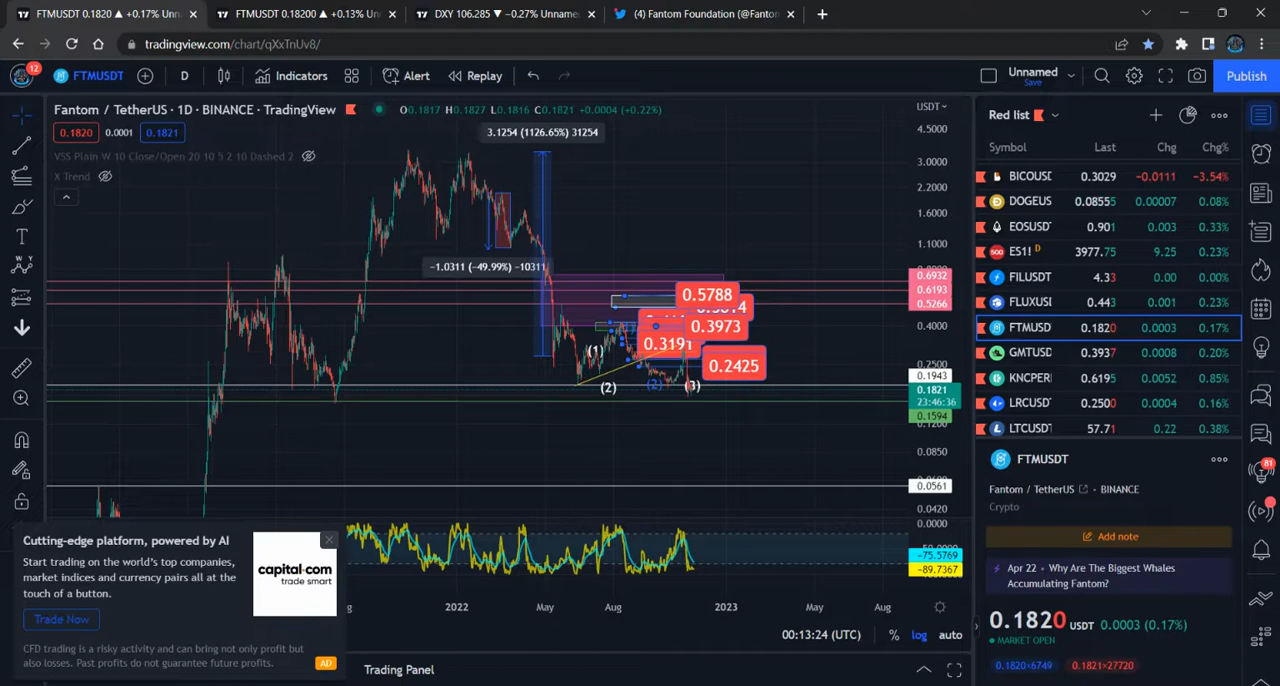 FTMUSDT 0.1820 ▲ +0.17% Unna
FTMUSDT 0.18200 ▲ +0.13% Unn
DXY 106.285 ▼ −0.27% Unname
(4) Fantom Foundation (@Fanton
tradingview.com/chart/qXxTnUv8/
12
FTMUSDT
D
Indicators
Alert
Replay
Unnamed
Save
Publish
Fantom / TetherUS · 1D · BINANCE · TradingView
O0.1817 H0.1827 L0.1816 C0.1821 +0.0004 (+0.22%)
USDT
0.1820
0.0001
0.1821
VSS Plain W 10 Close/Open 20 10 5 2 10 Dashed 2
X Trend
3.1254 (1126.65%) 31254
−1.0311 (−49.99%) −10311
0.5788
0.3973
0.3191
0.2425
(1)
(2)
(2)
(3)
4.5000
3.0000
2.2000
1.6000
1.1000
0.6932
0.6193
0.5266
0.4000
0.2500
0.1943
0.1821
23:46:36
0.1594
0.1200
0.0850
0.0561
0.0420
0.0000
−75.5769
−89.7367
2022
May
Aug
2023
May
Aug
00:13:24 (UTC)
%
log
auto
Trading Panel
Cutting-edge platform, powered by AI
Start trading on the world's top companies,
market indices and currency pairs all at the
touch of a button.
Trade Now
capital·com
trade smart
CFD trading is a risky activity and can bring not only profit but
also losses. Past profits do not guarantee future profits.
AD
Red list
Symbol Last Chg Chg%
BICOUSI 0.3029 −0.0111 −3.54%
DOGEUS 0.08555 0.00007 0.08%
EOSUSD 0.901 0.003 0.33%
ES1! D 3977.75 9.25 0.23%
FILUSDT 4.33 0.00 0.00%
FLUXUSI 0.443 0.001 0.23%
FTMUSD 0.1820 0.0003 0.17%
GMTUSD 0.3937 0.0008 0.20%
KNCPER 0.6195 0.0052 0.85%
LRCUSD 0.2500 0.0004 0.16%
LTCUSDT 57.71 0.22 0.38%
FTMUSDT
Fantom / TetherUS · BINANCE
Crypto
Add note
Apr 22 · Why Are The Biggest Whales
Accumulating Fantom?
0.1820 USDT 0.0003 (0.17%)
MARKET OPEN
0.1820×6749
0.1821×27720
81